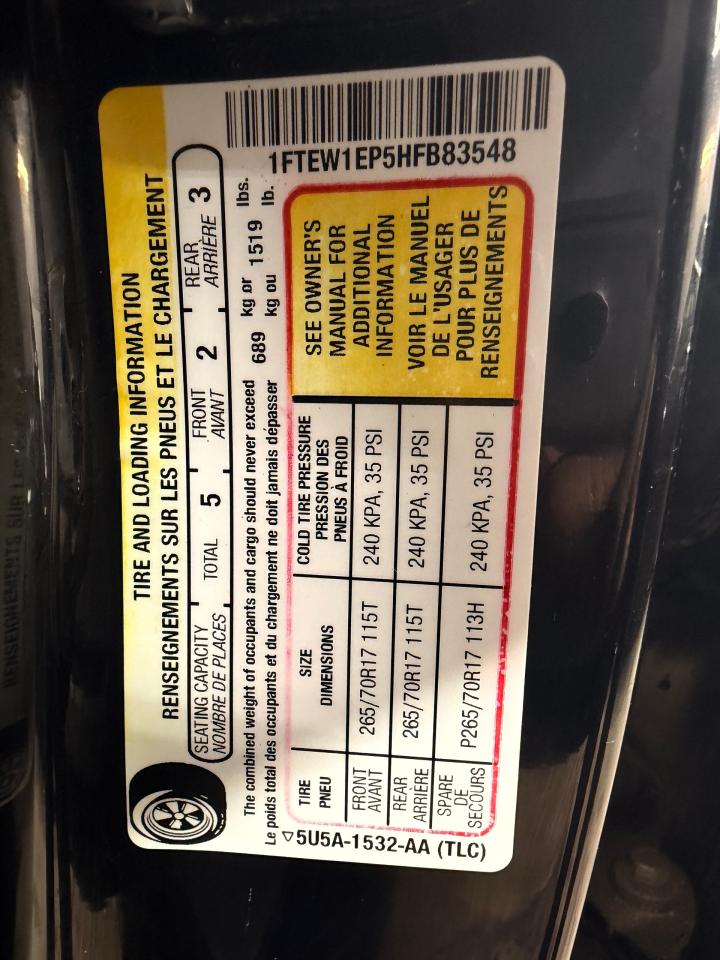 TIRE AND LOADING INFORMATION
RENSEIGNEMENTS SUR LES PNEUS ET LE CHARGEMENT
SEATING CAPACITY TOTAL 5 FRONT 2 REAR 3
NOMBRE DE PLACES AVANT ARRIÈRE
The combined weight of occupants and cargo should never exceed 689 kg or 1519 lbs.
Le poids total des occupants et du chargement ne doit jamais dépasser kg ou lb.
TIRE SIZE COLD TIRE PRESSURE
PNEU DIMENSIONS PRESSION DES
PNEUS À FROID
FRONT 265/70R17 115T 240 KPA, 35 PSI
AVANT
REAR 265/70R17 115T 240 KPA, 35 PSI
ARRIÈRE
SPARE P265/70R17 113H 240 KPA, 35 PSI
DE
SECOURS
SEE OWNER'S
MANUAL FOR
ADDITIONAL
INFORMATION
VOIR LE MANUEL
DE L'USAGER
POUR PLUS DE
RENSEIGNEMENTS
1FTEW1EP5HFB83548
5U5A-1532-AA (TLC)